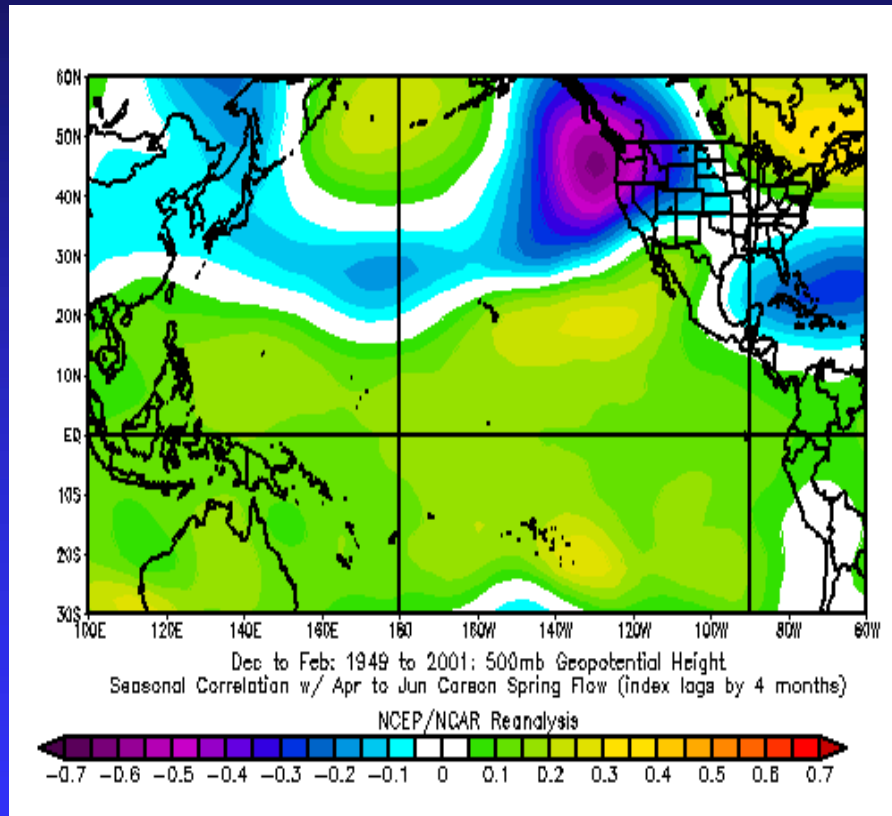 60N
50N
40N
30N
20N
10N
EQ
10S
20S
30S
100E 120E 140E 160E 180 160W 140W 120W 100W 80W 60W
Dec to Feb: 1949 to 2001: 500mb Geopotential Height
Seasonal Correlation w/ Apr to Jun Carson Spring Flow (index lags by 4 months)
NCEP/NCAR Reanalysis
-0.7 -0.6 -0.5 -0.4 -0.3 -0.2 -0.1 0 0.1 0.2 0.3 0.4 0.5 0.6 0.7